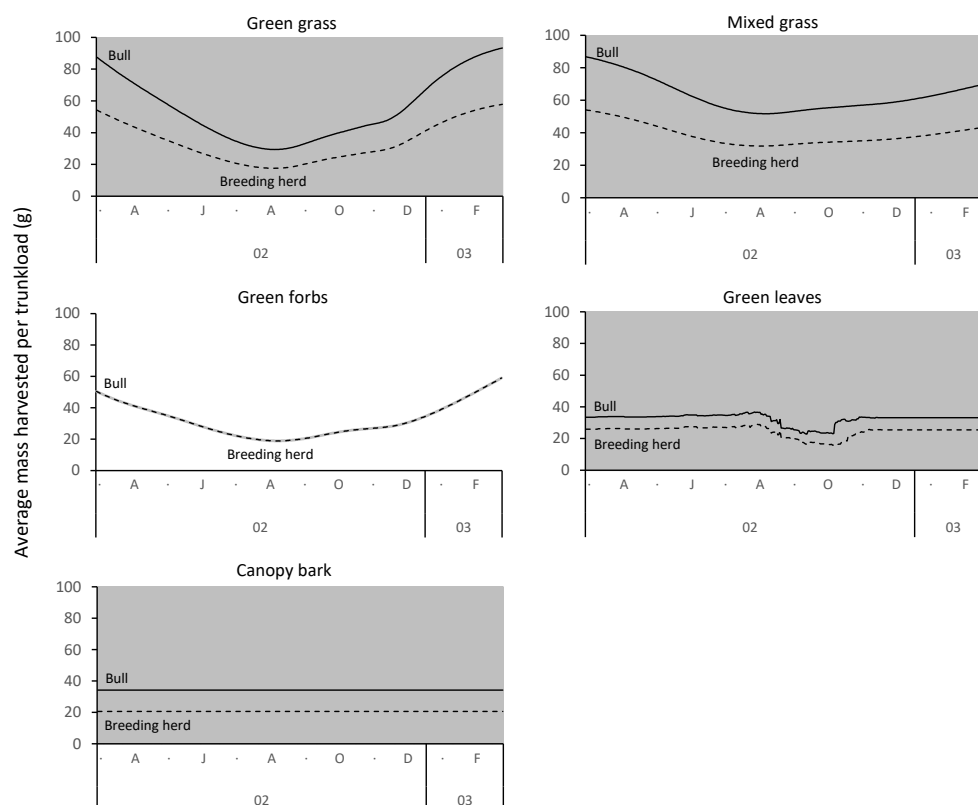 Average mass harvested per trunkload (g)
Green grass
100
80
60
40
20
0
Bull
Breeding herd
· A · J · A · O · D · F
02 03
Mixed grass
100
80
60
40
20
0
Bull
Breeding herd
· A · J · A · O · D · F
02 03
Green forbs
100
80
60
40
20
0
Bull
Breeding herd
· A · J · A · O · D · F
02 03
Green leaves
100
80
60
40
20
0
Bull
Breeding herd
· A · J · A · O · D · F
02 03
Canopy bark
100
80
60
40
20
0
Bull
Breeding herd
· A · J · A · O · D · F
02 03